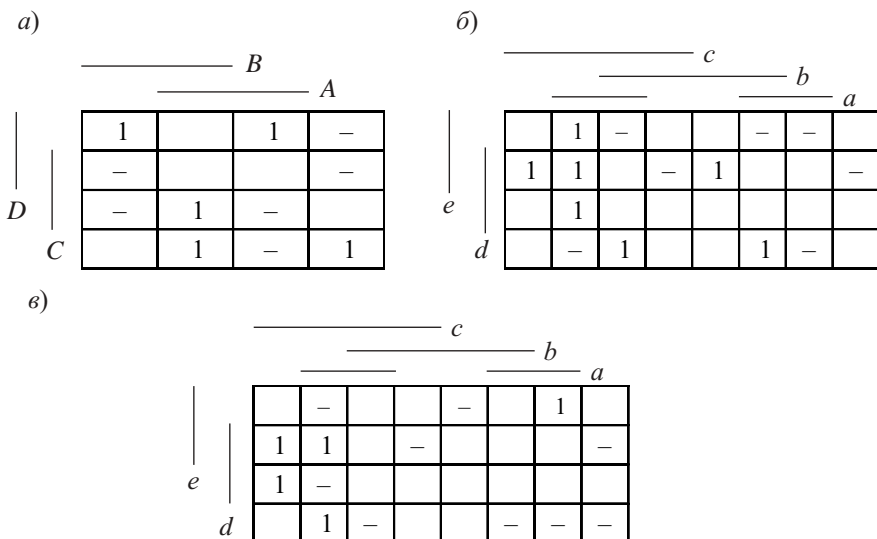 а) б)
B c
A b
a
1 1 –
– –
D – 1 –
C 1 – 1
1 – – –
1 1 – 1 –
e 1
d – 1 1 –
в)
c
b
a
– – 1
1 1 – –
e 1 –
d 1 – – – –